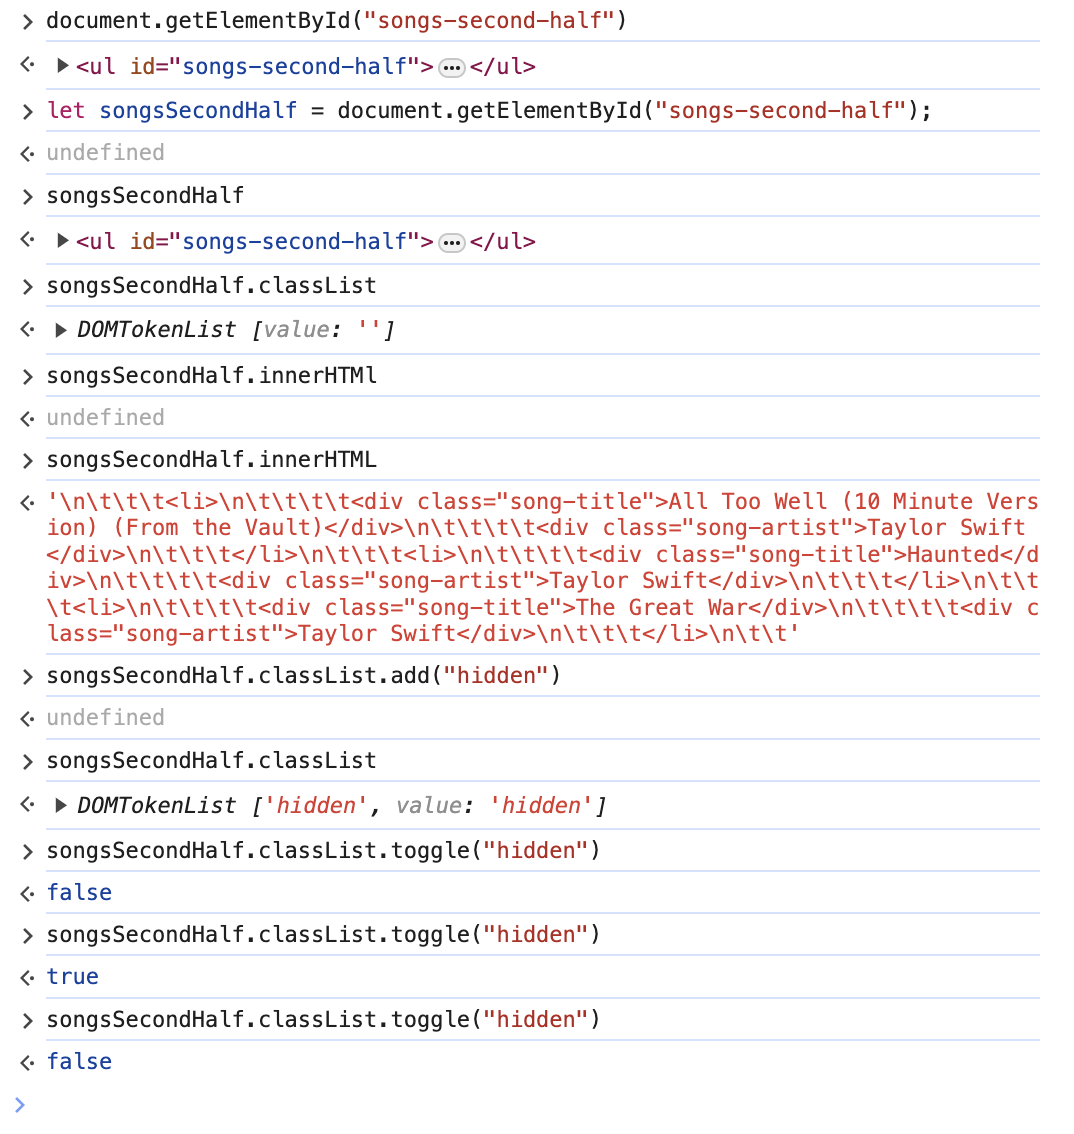 document.getElementById("songs-second-half")
<ul id="songs-second-half">…</ul>
let songsSecondHalf = document.getElementById("songs-second-half");
undefined
songsSecondHalf
<ul id="songs-second-half">…</ul>
songsSecondHalf.classList
DOMTokenList [value: '']
songsSecondHalf.innerHTMl
undefined
songsSecondHalf.innerHTML
'\n\t\t\t<li>\n\t\t\t\t<div class="song-title">All Too Well (10 Minute Vers
ion) (From the Vault)</div>\n\t\t\t\t<div class="song-artist">Taylor Swift
</div>\n\t\t\t</li>\n\t\t\t<li>\n\t\t\t\t<div class="song-title">Haunted</d
iv>\n\t\t\t\t<div class="song-artist">Taylor Swift</div>\n\t\t\t</li>\n\t\t
\t<li>\n\t\t\t\t<div class="song-title">The Great War</div>\n\t\t\t\t<div c
lass="song-artist">Taylor Swift</div>\n\t\t\t</li>\n\t\t'
songsSecondHalf.classList.add("hidden")
undefined
songsSecondHalf.classList
DOMTokenList ['hidden', value: 'hidden']
songsSecondHalf.classList.toggle("hidden")
false
songsSecondHalf.classList.toggle("hidden")
true
songsSecondHalf.classList.toggle("hidden")
false